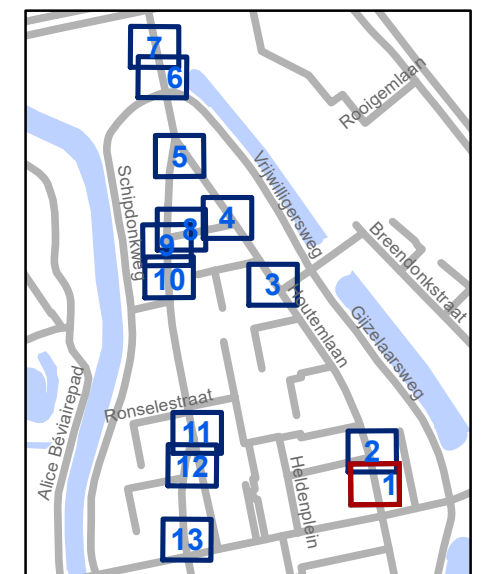 7
6
Rooigemlaan
5
Vrijwilligersweg
Schipdonkweg
4
8
9
Breendonkstraat
10
3
Houtemlaan
Gijzelaarsweg
Alice Béviairepad
Ronselestraat
11
2
12
Heldenplein
1
13